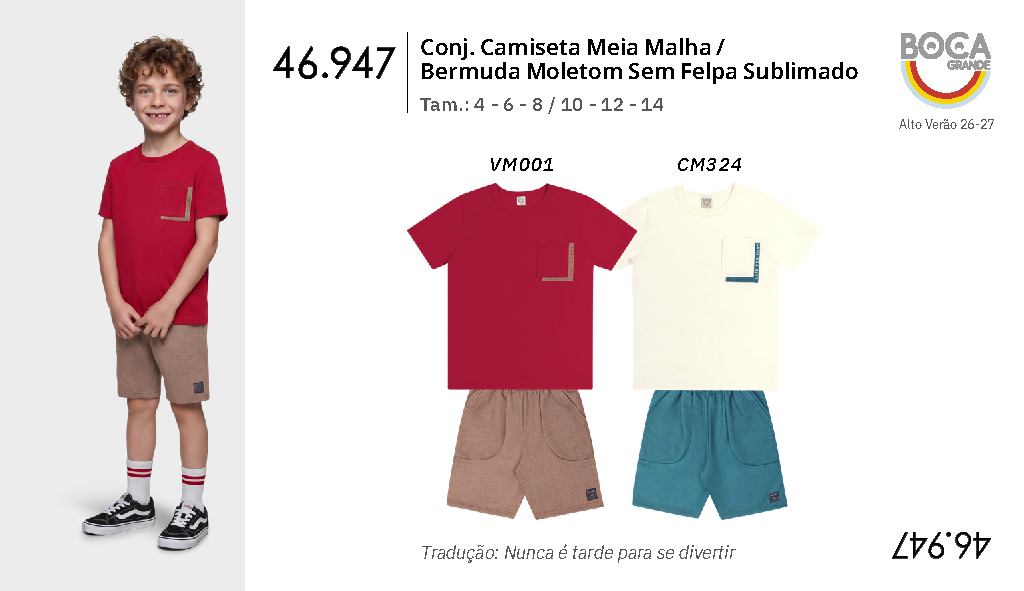 46.947
Conj. Camiseta Meia Malha /
Bermuda Moletom Sem Felpa Sublimado
Tam.: 4 - 6 - 8 / 10 - 12 - 14
BOCA
GRANDE
Alto Verão 26-27
VM001
CM324
Tradução: Nunca é tarde para se divertir
46.947